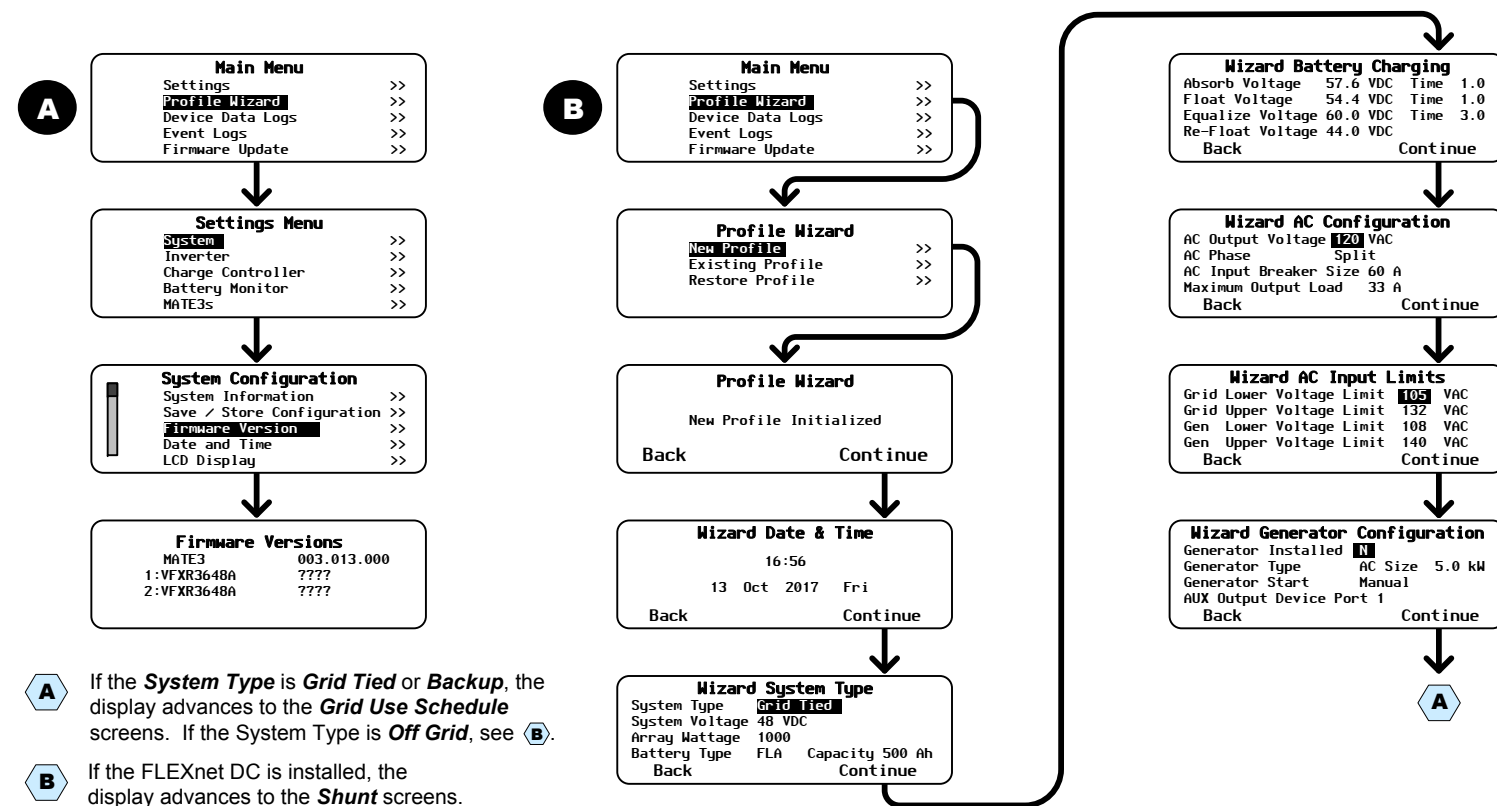 A
Main Menu
Settings >>
Profile Wizard >>
Device Data Logs >>
Event Logs >>
Firmware Update >>
Settings Menu
System >>
Inverter >>
Charge Controller >>
Battery Monitor >>
MATE3s >>
System Configuration
System Information >>
Save / Store Configuration >>
Firmware Version >>
Date and Time >>
LCD Display >>
Firmware Versions
MATE3 003.013.000
1:VFXR3648A ????
2:VFXR3648A ????
A If the System Type is Grid Tied or Backup, the
display advances to the Grid Use Schedule
screens. If the System Type is Off Grid, see B.
B If the FLEXnet DC is installed, the
display advances to the Shunt screens.
B
Main Menu
Settings >>
Profile Wizard >>
Device Data Logs >>
Event Logs >>
Firmware Update >>
Profile Wizard
New Profile >>
Existing Profile >>
Restore Profile >>
Profile Wizard
New Profile Initialized
Back Continue
Wizard Date & Time
16:56
13 Oct 2017 Fri
Back Continue
Wizard System Type
System Type Grid Tied
System Voltage 48 VDC
Array Wattage 1000
Battery Type FLA Capacity 500 Ah
Back Continue
Wizard Battery Charging
Absorb Voltage 57.6 VDC Time 1.0
Float Voltage 54.4 VDC Time 1.0
Equalize Voltage 60.0 VDC Time 3.0
Re-Float Voltage 44.0 VDC
Back Continue
Wizard AC Configuration
AC Output Voltage 120 VAC
AC Phase Split
AC Input Breaker Size 60 A
Maximum Output Load 33 A
Back Continue
Wizard AC Input Limits
Grid Lower Voltage Limit 105 VAC
Grid Upper Voltage Limit 132 VAC
Gen Lower Voltage Limit 108 VAC
Gen Upper Voltage Limit 140 VAC
Back Continue
Wizard Generator Configuration
Generator Installed N
Generator Type AC Size 5.0 kW
Generator Start Manual
AUX Output Device Port 1
Back Continue
A